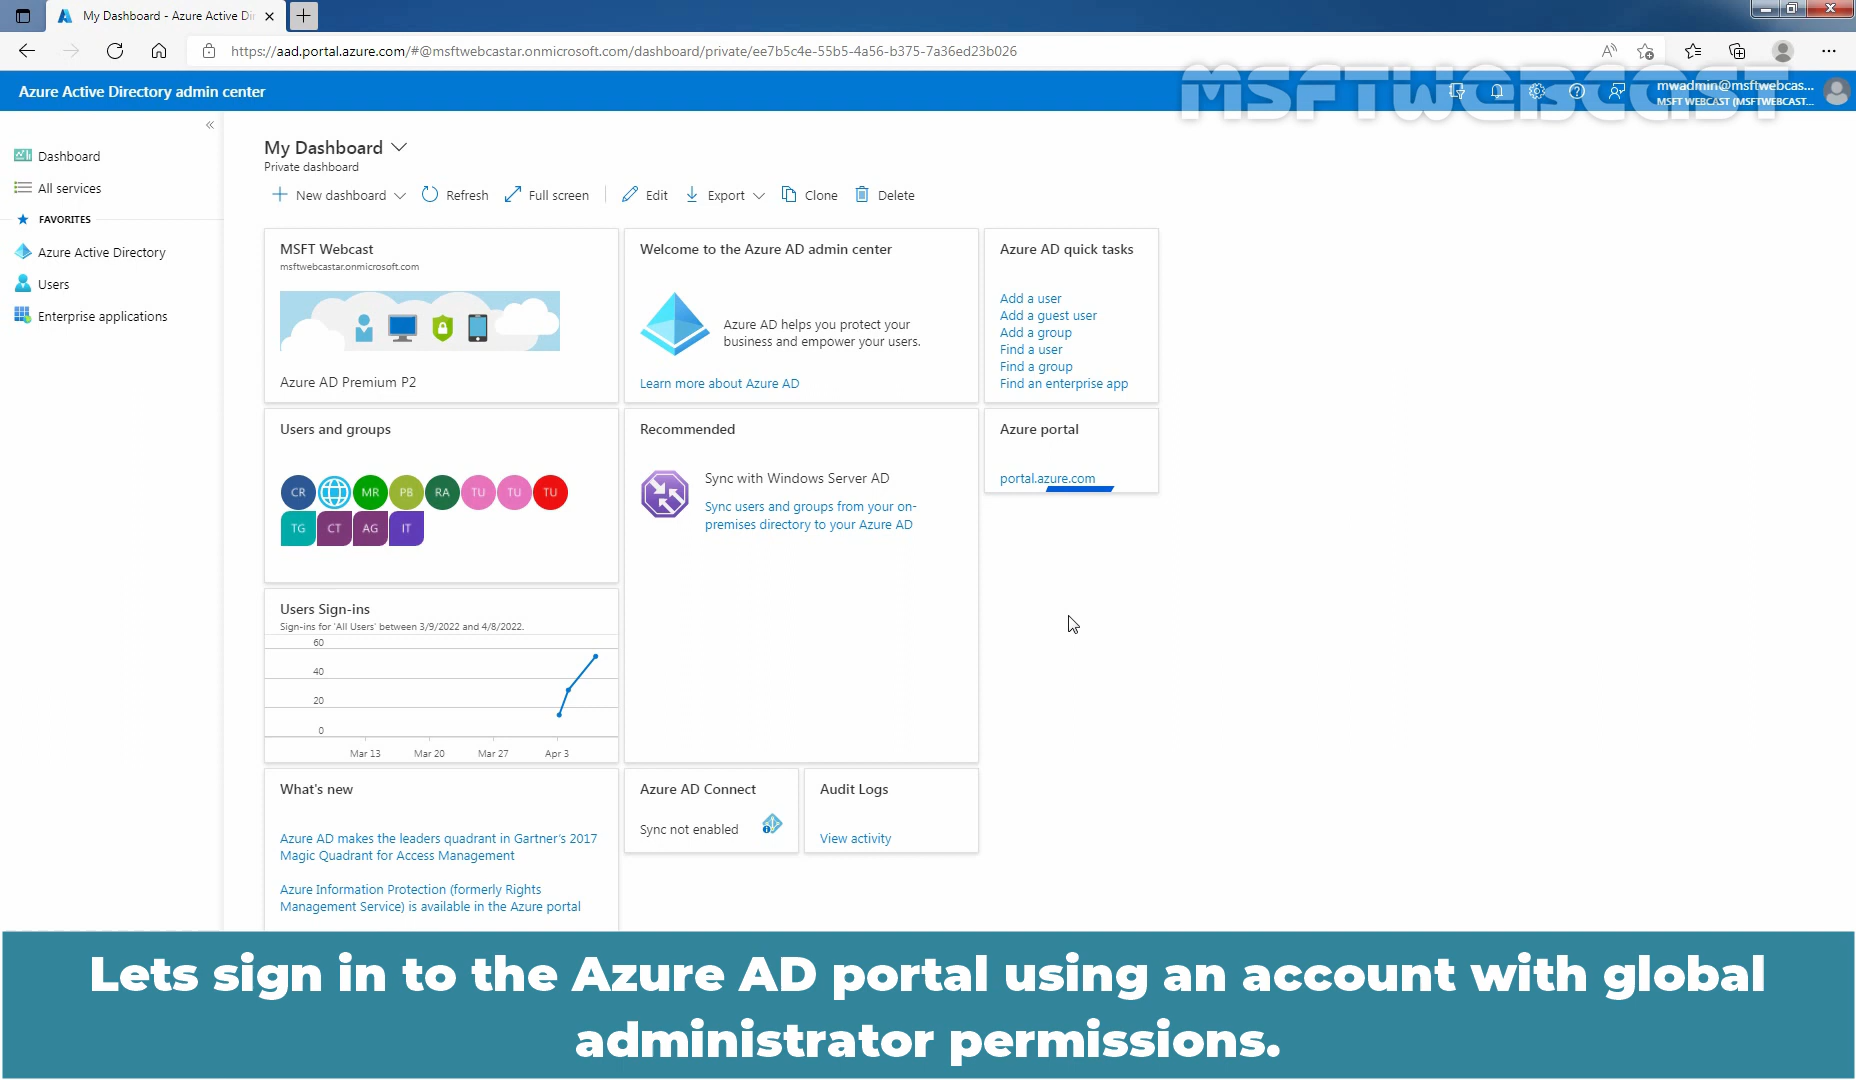 My Dashboard - Azure Active Di
https://aad.portal.azure.com/#@msftwebcastar.onmicrosoft.com/dashboard/private/ee7b5c4e-55b5-4a56-b375-7a36ed23b026
MSFTWEBCAST
Azure Active Directory admin center
mwadmin@msftwebcas...
MSFT WEBCAST (MSFTWEBCAST...
Dashboard
All services
FAVORITES
Azure Active Directory
Users
Enterprise applications
My Dashboard
Private dashboard
New dashboard Refresh Full screen Edit Export Clone Delete
MSFT Webcast
msftwebcastar.onmicrosoft.com
Azure AD Premium P2
Welcome to the Azure AD admin center
Azure AD helps you protect your
business and empower your users.
Learn more about Azure AD
Azure AD quick tasks
Add a user
Add a guest user
Add a group
Find a user
Find a group
Find an enterprise app
Users and groups
CR MR PB RA TU TU TU
TG CT AG IT
Recommended
Sync with Windows Server AD
Sync users and groups from your on-
premises directory to your Azure AD
Azure portal
portal.azure.com
Users Sign-ins
Sign-ins for 'All Users' between 3/9/2022 and 4/8/2022.
60
40
20
0
Mar 13 Mar 20 Mar 27 Apr 3
What's new
Azure AD makes the leaders quadrant in Gartner's 2017
Magic Quadrant for Access Management
Azure Information Protection (formerly Rights
Management Service) is available in the Azure portal
Azure AD Connect
Sync not enabled
Audit Logs
View activity
Lets sign in to the Azure AD portal using an account with global
administrator permissions.